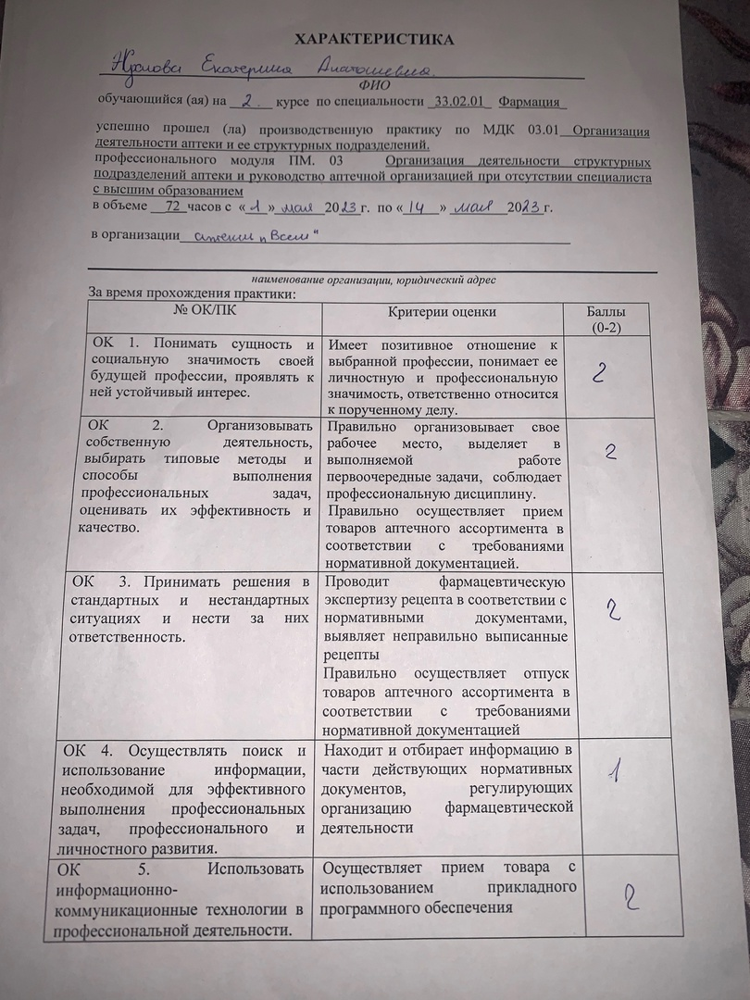 ХАРАКТЕРИСТИКА
Екатерина Анатольевна
ФИО
обучающийся (ая) на 2. курсе по специальности 33.02.01 Фармация
успешно прошел (ла) производственную практику по МДК 03.01 Организация
деятельности аптеки и ее структурных подразделений.
профессионального модуля ПМ. 03 Организация деятельности структурных
подразделений аптеки и руководство аптечной организацией при отсутствии специалиста
с высшим образованием
в объеме 72 часов с «1» мая 2023 г. по «14» мая 2023г.
в организации аптеки „Всем"
наименование организации, юридический адрес
За время прохождения практики:
№ ОК/ПК
Критерии оценки
Баллы
(0-2)
ОК 1. Понимать сущность и
социальную значимость своей
будущей профессии, проявлять к
ней устойчивый интерес.
Имеет позитивное отношение к
выбранной профессии, понимает ее
личностную и профессиональную
значимость, ответственно относится
к порученному делу.
2
ОК 2. Организовывать
собственную деятельность,
выбирать типовые методы и
способы выполнения
профессиональных задач,
оценивать их эффективность и
качество.
Правильно организовывает свое
рабочее место, выделяет в
выполняемой работе
первоочередные задачи, соблюдает
профессиональную дисциплину.
Правильно осуществляет прием
товаров аптечного ассортимента в
соответствии с требованиями
нормативной документацией.
2
ОК 3. Принимать решения в
стандартных и нестандартных
ситуациях и нести за них
ответственность.
Проводит фармацевтическую
экспертизу рецепта в соответствии с
нормативными документами,
выявляет неправильно выписанные
рецепты
Правильно осуществляет отпуск
товаров аптечного ассортимента в
соответствии с требованиями
нормативной документацией
2
ОК 4. Осуществлять поиск и
использование информации,
необходимой для эффективного
выполнения профессиональных
задач, профессионального и
личностного развития.
Находит и отбирает информацию в
части действующих нормативных
документов, регулирующих
организацию фармацевтической
деятельности
1
ОК 5. Использовать
информационно-
коммуникационные технологии в
профессиональной деятельности.
Осуществляет прием товара с
использованием прикладного
программного обеспечения
2